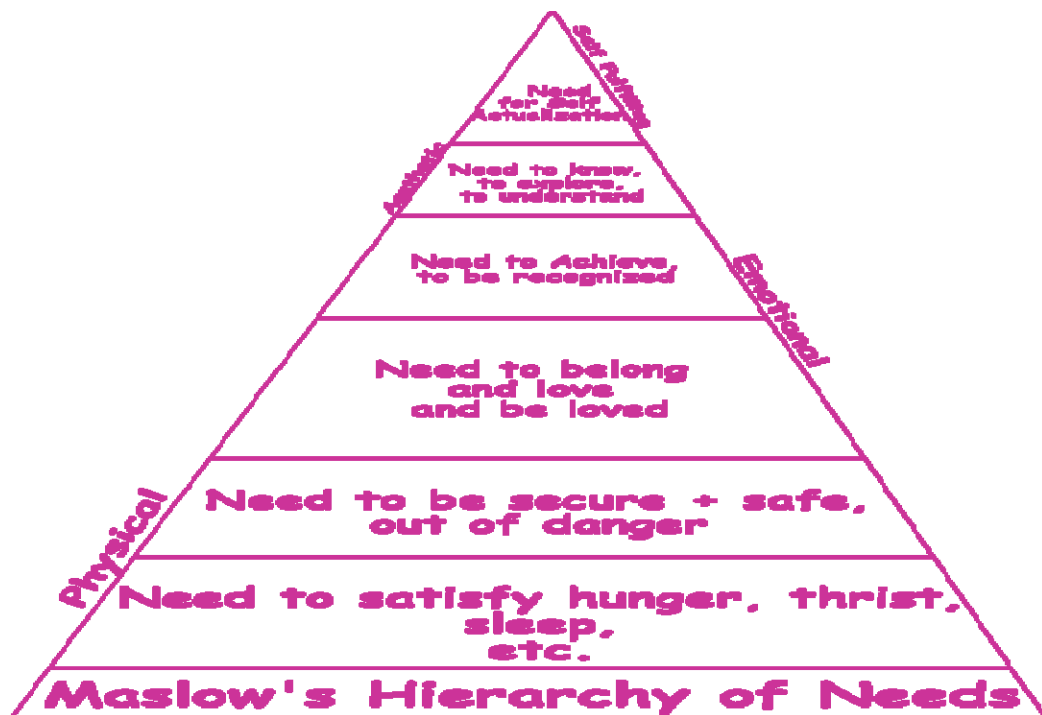 Self Fulfilling
Need
for Self
Actualization
Aesthetic
Need to know,
to explore,
to understand
Need to Achieve,
to be recognized
Emotional
Need to belong
and love
and be loved
Physical
Need to be secure + safe,
out of danger
Need to satisfy hunger, thrist,
sleep,
etc.
Maslow's Hierarchy of Needs